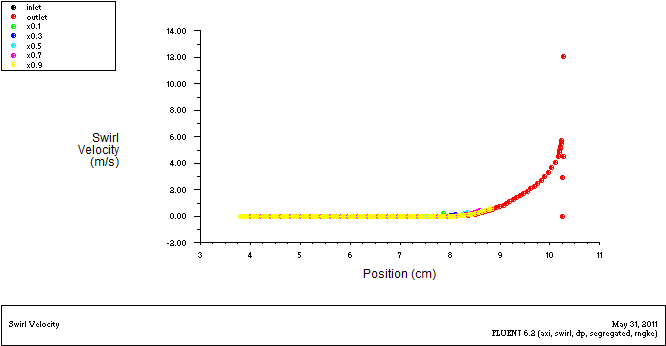 inlet
outlet
x0.1
x0.3
x0.5
x0.7
x0.9
14.00
12.00
10.00
8.00
6.00
4.00
2.00
0.00
-2.00
Swirl
Velocity
(m/s)
3 4 5 6 7 8 9 10 11
Position (cm)
Swirl Velocity
May 31, 2011
FLUENT 6.2 (axi, swirl, dp, segregated, rngke)